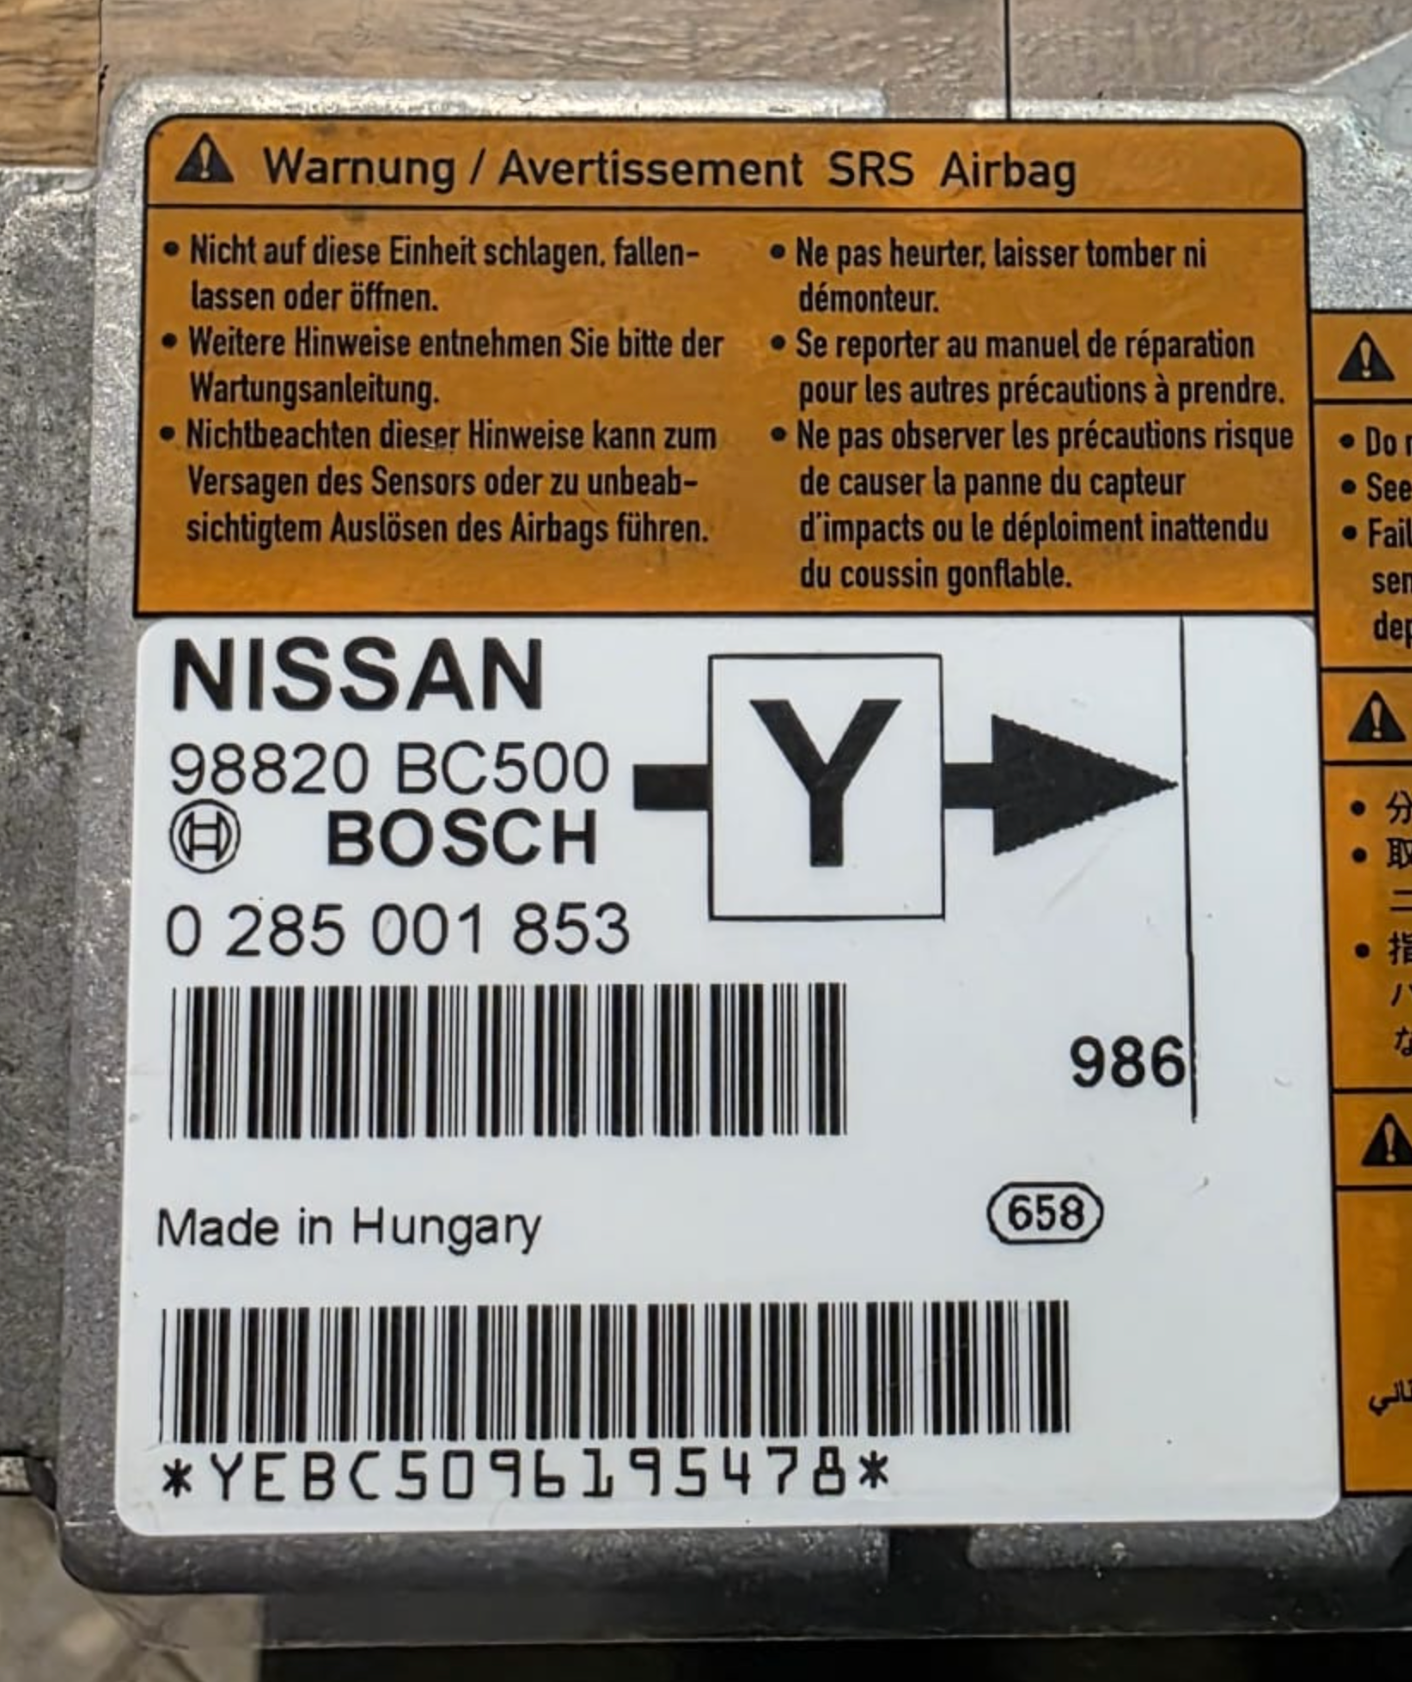 Warnung / Avertissement SRS Airbag
• Nicht auf diese Einheit schlagen, fallen-
lassen oder öffnen.
• Weitere Hinweise entnehmen Sie bitte der
Wartungsanleitung.
• Nichtbeachten dieser Hinweise kann zum
Versagen des Sensors oder zu unbeab-
sichtigtem Auslösen des Airbags führen.
• Ne pas heurter, laisser tomber ni
démonteur.
• Se reporter au manuel de réparation
pour les autres précautions à prendre.
• Ne pas observer les précautions risque
de causer la panne du capteur
d'impacts ou le déploiment inattendu
du coussin gonflable.
NISSAN
98820 BC500
BOSCH
0 285 001 853
Y
986
Made in Hungary
658
*YEBC5096195478*
• Do
• See